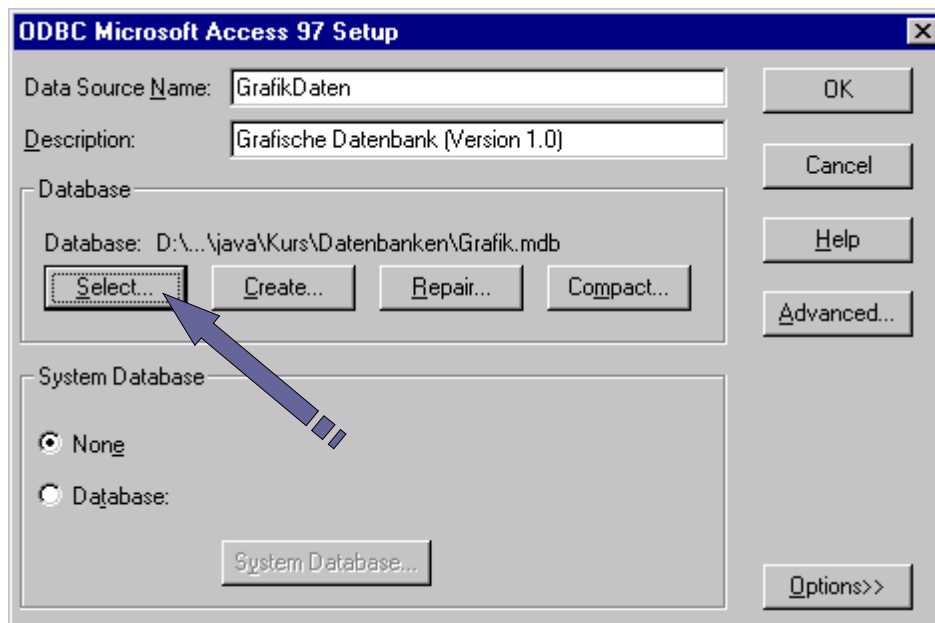 ODBC Microsoft Access 97 Setup
Data Source Name: GrafikDaten
OK
Description: Grafische Datenbank (Version 1.0)
Cancel
Database
Database: D:\...\java\Kurs\Datenbanken\Grafik.mdb
Help
Select... Create... Repair... Compact...
Advanced...
System Database
None
Database:
System Database...
Options>>